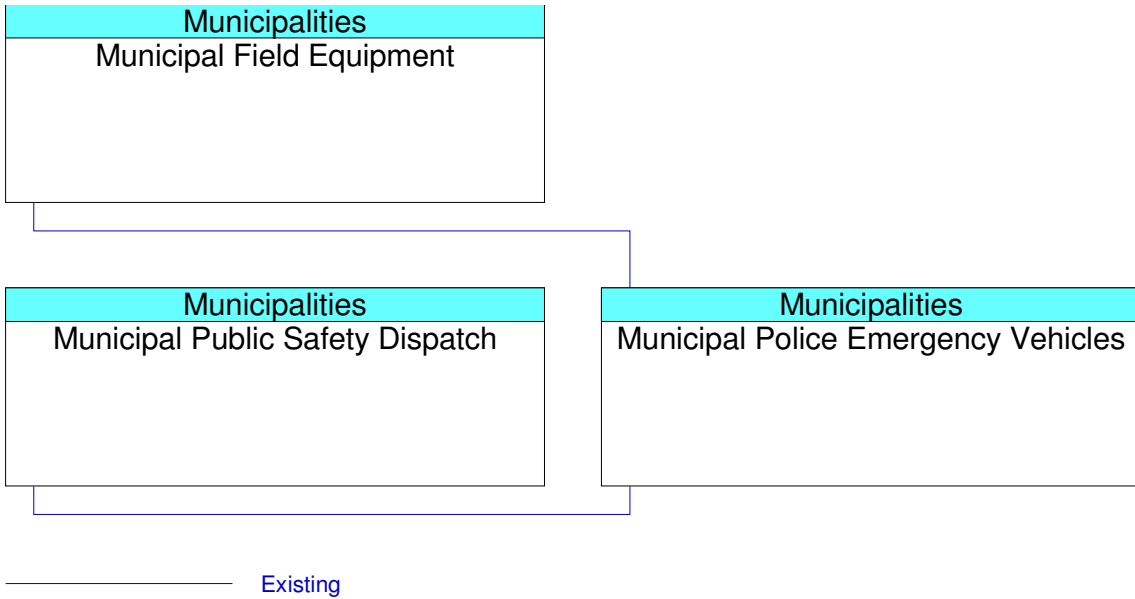 Municipalities
Municipal Field Equipment
Municipalities
Municipal Public Safety Dispatch
Municipalities
Municipal Police Emergency Vehicles
Existing